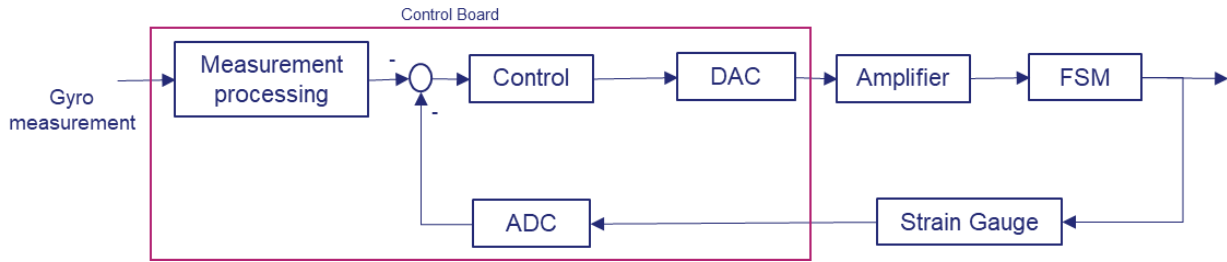 Control Board
Measurement
processing
-
Control
DAC
Amplifier
FSM
Gyro
measurement
-
ADC
Strain Gauge